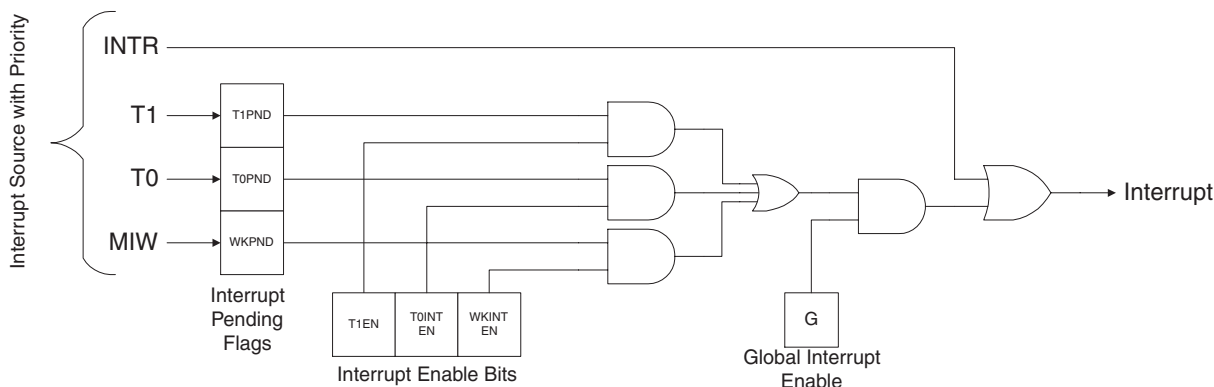 Interrupt Source with Priority
INTR
T1
T0
MIW
T1PND
T0PND
WKPND
Interrupt
Pending
Flags
T1EN
T0INT
EN
WKINT
EN
Interrupt Enable Bits
G
Global Interrupt
Enable
Interrupt